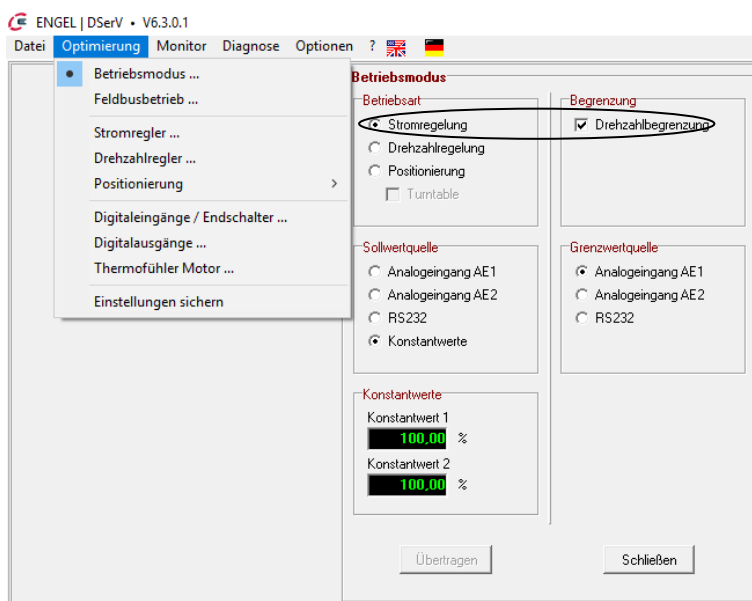 ENGEL | DSerV • V6.3.0.1
Datei Optimierung Monitor Diagnose Optionen ?
Betriebsmodus ...
Feldbusbetrieb ...
Stromregler ...
Drehzahlregler ...
Positionierung >
Digitaleingänge / Endschalter ...
Digitalausgänge ...
Thermofühler Motor ...
Einstellungen sichern
Betriebsmodus
Betriebsart
Stromregelung
Drehzahlregelung
Positionierung
Turntable
Begrenzung
Drehzahlbegrenzung
Sollwertquelle
Analogeingang AE1
Analogeingang AE2
RS232
Konstantwerte
Grenzwertquelle
Analogeingang AE1
Analogeingang AE2
RS232
Konstantwerte
Konstantwert 1
100,00 %
Konstantwert 2
100,00 %
Übertragen
Schließen